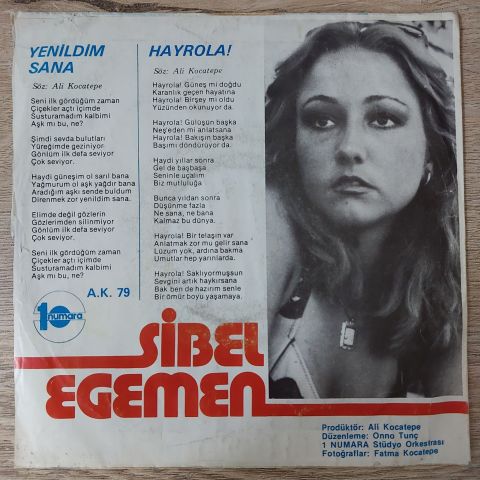 YENİLDİM
SANA
Söz: Ali Kocatepe
Seni ilk gördüğüm zaman
Çiçekler açtı içimde
Susturamadım kalbimi
Aşk mı bu, ne?
Şimdi sevda bulutları
Yüreğimde geziniyor
Gönlüm ilk defa seviyor
Çok seviyor.
Haydi güneşim ol sarıl bana
Yağmurum ol aşk yağdır bana
Aradığım aşkı sende buldum
Direnmek zor yenildim sana.
Elimde değil gözlerin
Gözlerimden silinmiyor
Gönlüm ilk defa seviyor
Çok seviyor.
Seni ilk gördüğüm zaman
Çiçekler açtı içimde
Susturamadım kalbimi
Aşk mı bu, ne?
10 numara
A.K. 79
HAYROLA!
Söz: Ali Kocatepe
Hayrola! Güneş mi doğdu
Karanlık geçen hayatına
Hayrola! Birşey mi oldu
Yüzünden okunuyor da.
Hayrola! Gülüşün başka
Neş'eden mi anlatsana
Hayrola! Bakışın başka
Başımı döndürüyor da.
Haydi yıllar sonra
Gel de başbaşa
Seninle uçalım
Biz mutluluğa
Bunca yıldan sonra
Düşünme fazla
Ne sana, ne bana
Kalmaz bu dünya.
Hayrola! Bir telaşın var
Anlatmak zor mu gelir sana
Lüzum yok, ardına bakma
Umutlar hep yarınlarda.
Hayrola! Saklıyormuşsun
Sevgini artık haykırsana
Bak ben de hazırım senle
Bir ömür boyu yaşamaya.
SİBEL
EGEMEN
Prodüktör: Ali Kocatepe
Düzenleme: Onno Tunç
1 NUMARA Stüdyo Orkestrası
Fotoğraflar: Fatma Kocatepe